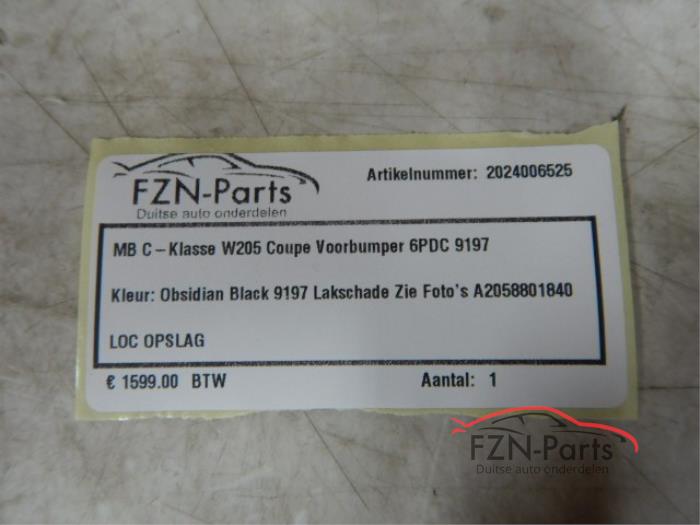 FZN-Parts
Duitse auto onderdelen
Artikelnummer: 2024006525
MB C-Klasse W205 Coupe Voorbumper 6PDC 9197
Kleur: Obsidian Black 9197 Lakschade Zie Foto's A2058801840
LOC OPSLAG
€ 1599.00 BTW
Aantal: 1
FZN-Parts
Duitse auto onderdelen